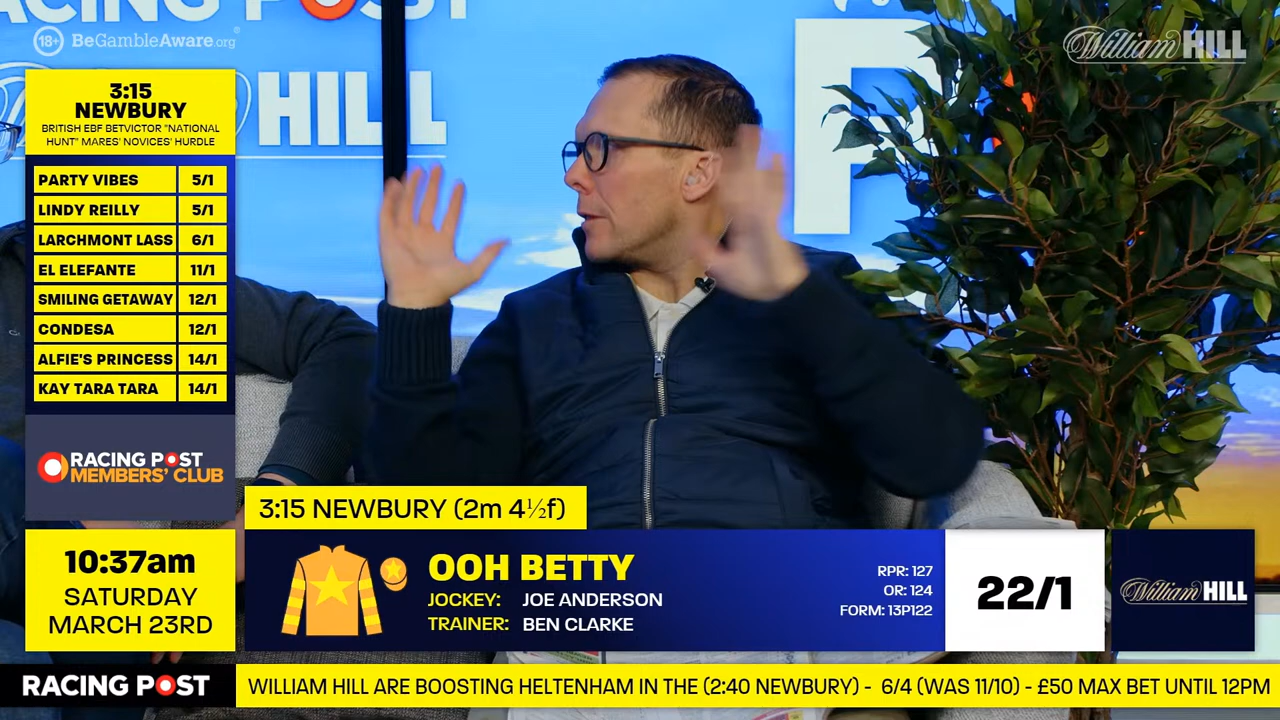 RACING POST
18+ BeGambleAware.org
William HILL
HILL
3:15
NEWBURY
BRITISH EBF BETVICTOR "NATIONAL
HUNT" MARES' NOVICES' HURDLE
PARTY VIBES 5/1
LINDY REILLY 5/1
LARCHMONT LASS 6/1
EL ELEFANTE 11/1
SMILING GETAWAY 12/1
CONDESA 12/1
ALFIE'S PRINCESS 14/1
KAY TARA TARA 14/1
RACING POST
MEMBERS' CLUB
3:15 NEWBURY (2m 4½f)
10:37am
SATURDAY
MARCH 23RD
OOH BETTY
JOCKEY: JOE ANDERSON
TRAINER: BEN CLARKE
RPR: 127
OR: 124
FORM: 13P122
22/1
William HILL
RACING POST
WILLIAM HILL ARE BOOSTING HELTENHAM IN THE (2:40 NEWBURY) - 6/4 (WAS 11/10) - £50 MAX BET UNTIL 12PM